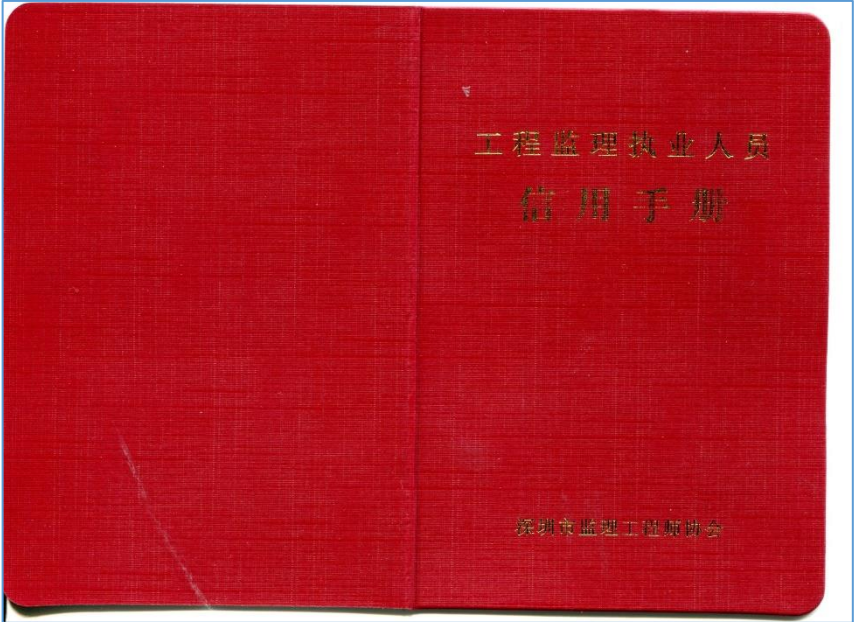 工程监理执业人员
信用手册
深圳市监理工程师协会